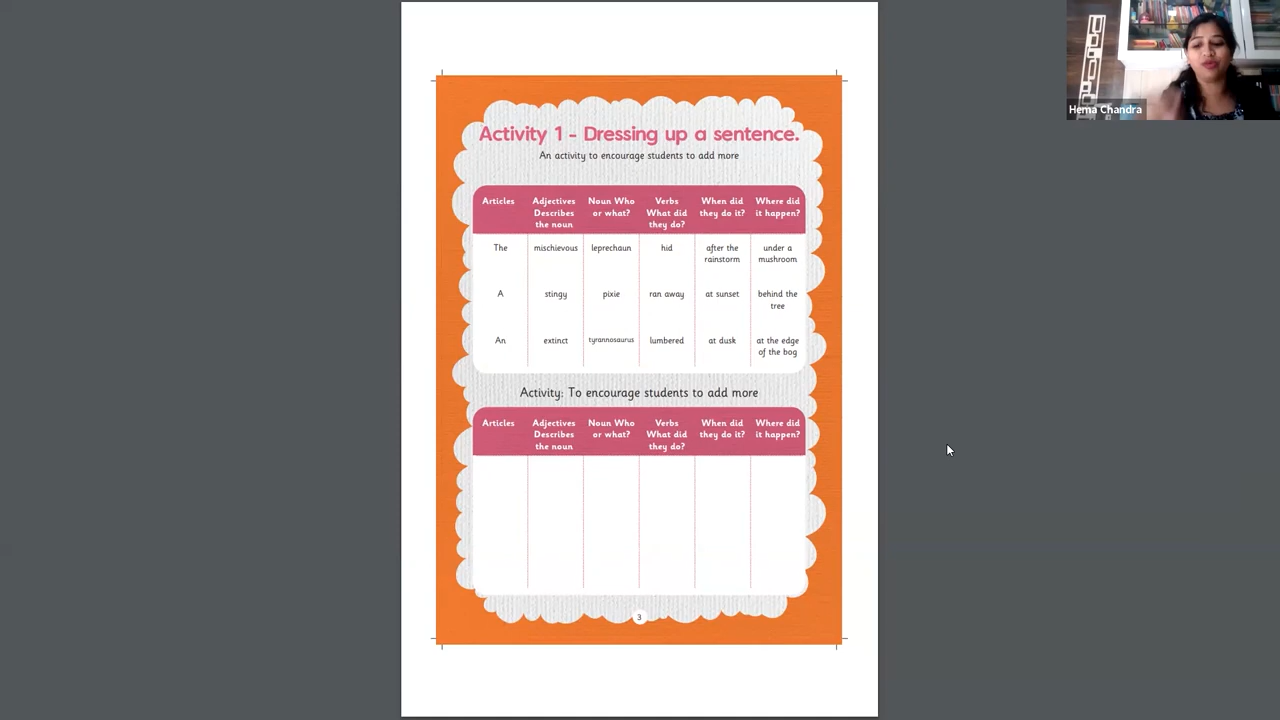 Hema Chandra
Activity 1 - Dressing up a sentence.
An activity to encourage students to add more
Articles Adjectives Describes the noun Noun Who or what? Verbs What did they do? When did they do it? Where did it happen?
The mischievous leprechaun hid after the rainstorm under a mushroom
A stingy pixie ran away at sunset behind the tree
An extinct tyrannosaurus lumbered at dusk at the edge of the bog
Activity: To encourage students to add more
Articles Adjectives Describes the noun Noun Who or what? Verbs What did they do? When did they do it? Where did it happen?
3